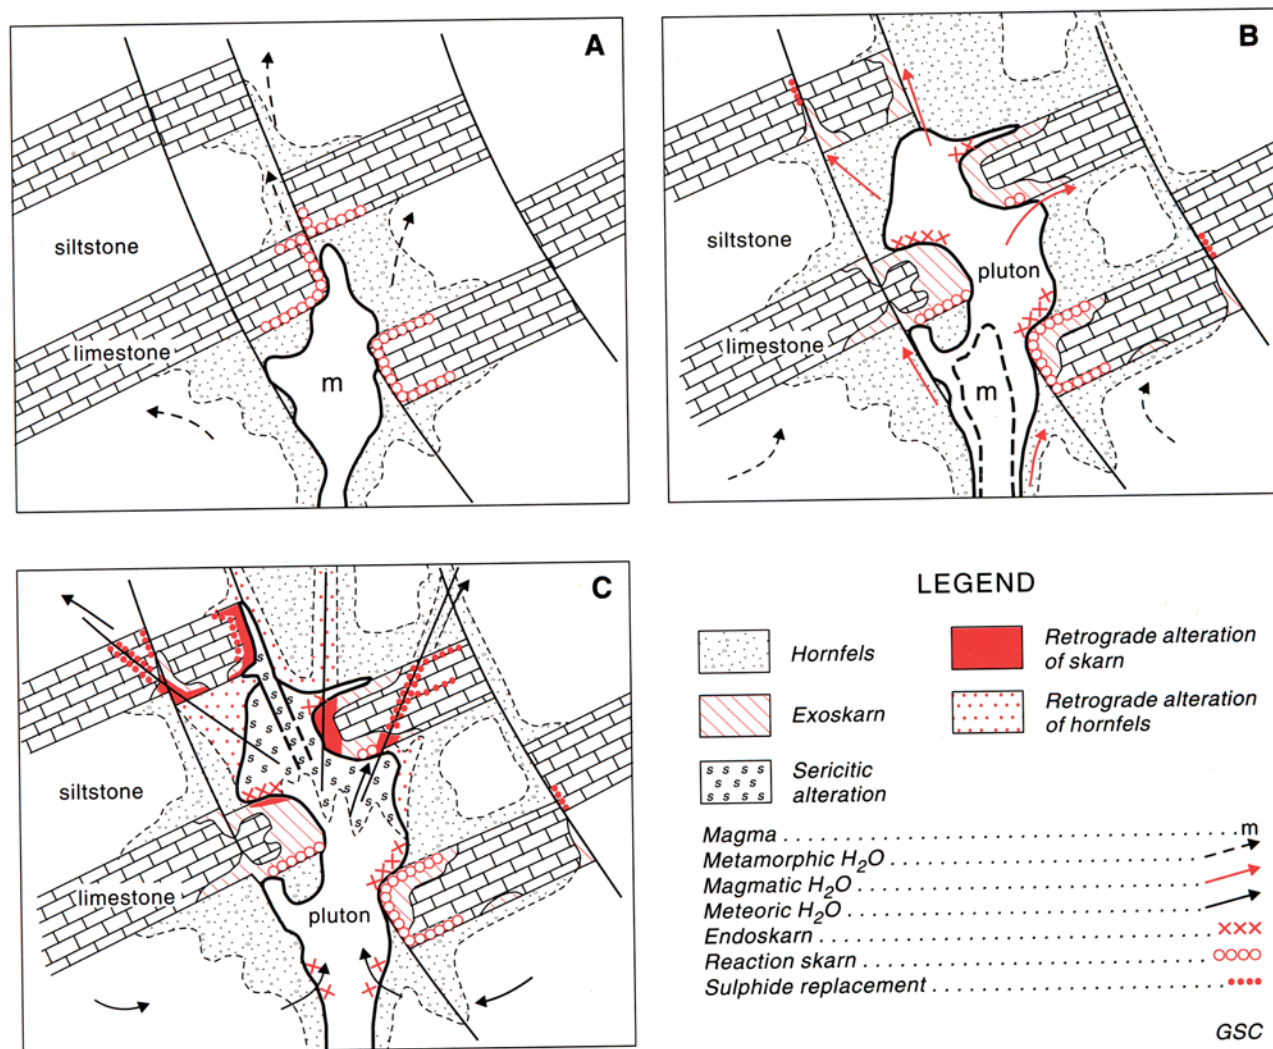 A
siltstone
limestone
m
B
siltstone
pluton
limestone
m
C
siltstone
limestone
pluton
s s s s s s s s s s s s s s s s s s s s s s s s s s
LEGEND
Hornfels
Retrograde alteration
of skarn
Exoskarn
Retrograde alteration
of hornfels
s s s s
s s s
s s s s
Sericitic
alteration
Magma . . . . . . . . . . . . . . . . . . . . . . . . . . . . . . . . . . . m
Metamorphic H₂O . . . . . . . . . . . . . . . . . . . . . . . .
Magmatic H₂O . . . . . . . . . . . . . . . . . . . . . . . . . . .
Meteoric H₂O . . . . . . . . . . . . . . . . . . . . . . . . . . .
Endoskarn . . . . . . . . . . . . . . . . . . . . . . . . . . . . . . xxx
Reaction skarn . . . . . . . . . . . . . . . . . . . . . . . . . .
Sulphide replacement . . . . . . . . . . . . . . . . . . . . .
GSC